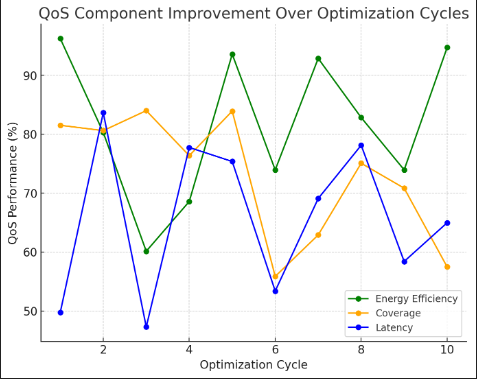 QoS Component Improvement Over Optimization Cycles
QoS Performance (%)
90
80
70
60
50
2 4 6 8 10
Optimization Cycle
Energy Efficiency
Coverage
Latency